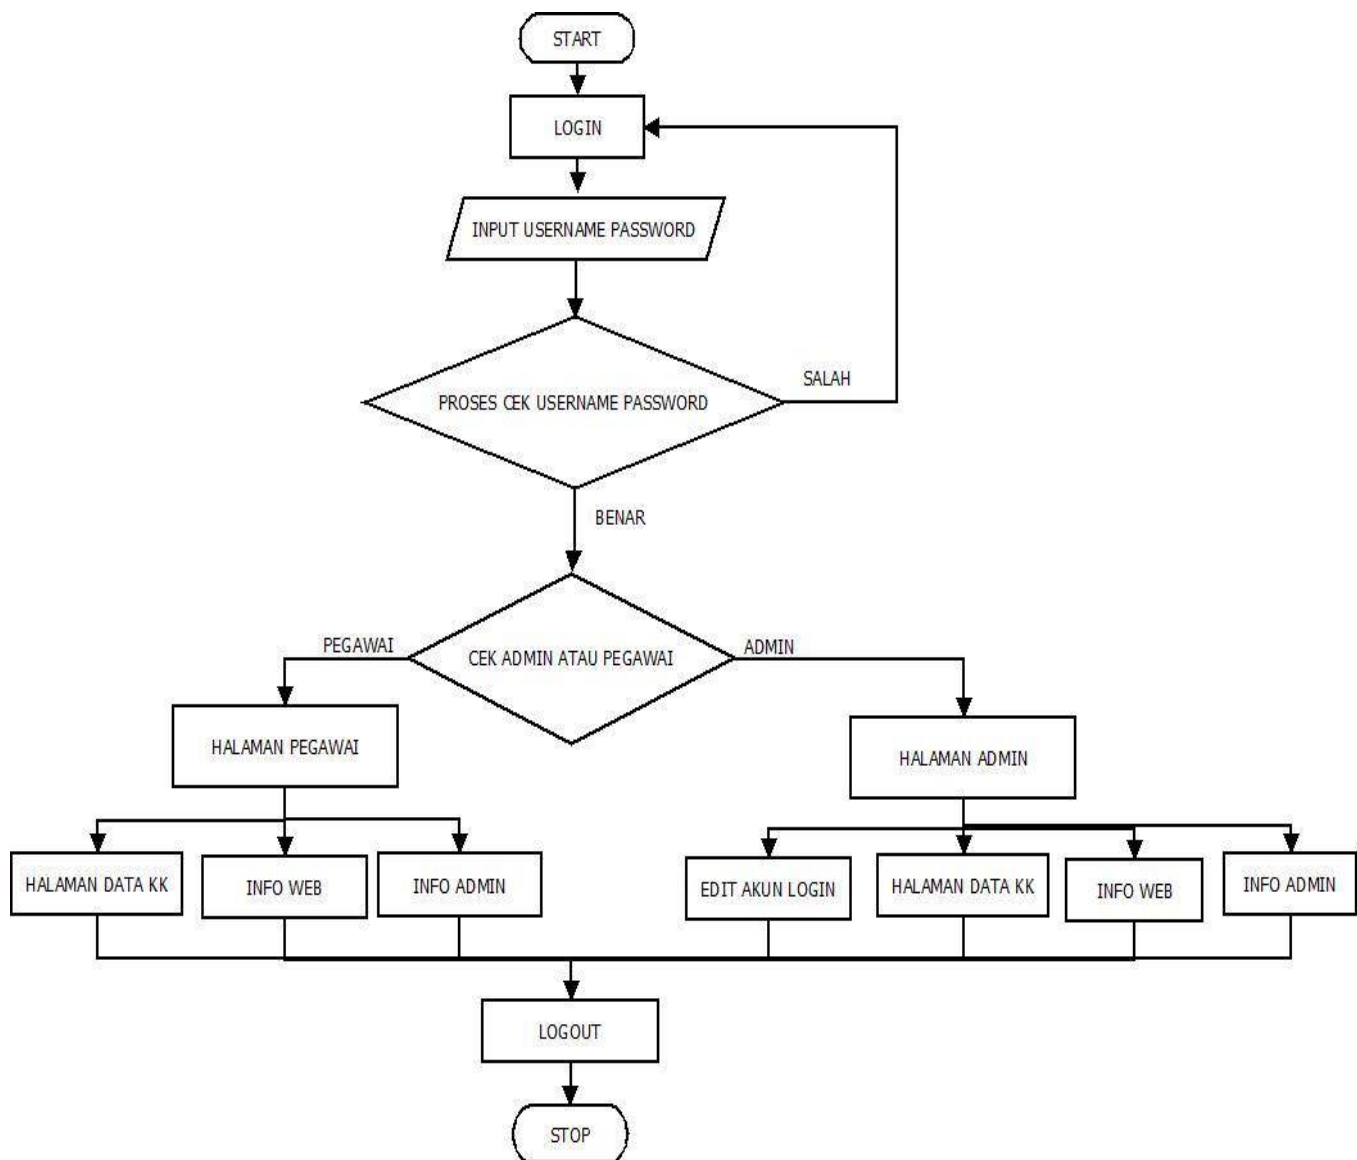 START
LOGIN
INPUT USERNAME PASSWORD
PROSES CEK USERNAME PASSWORD
SALAH
BENAR
CEK ADMIN ATAU PEGAWAI
PEGAWAI
ADMIN
HALAMAN PEGAWAI
HALAMAN ADMIN
HALAMAN DATA KK
INFO WEB
INFO ADMIN
EDIT AKUN LOGIN
HALAMAN DATA KK
INFO WEB
INFO ADMIN
LOGOUT
STOP